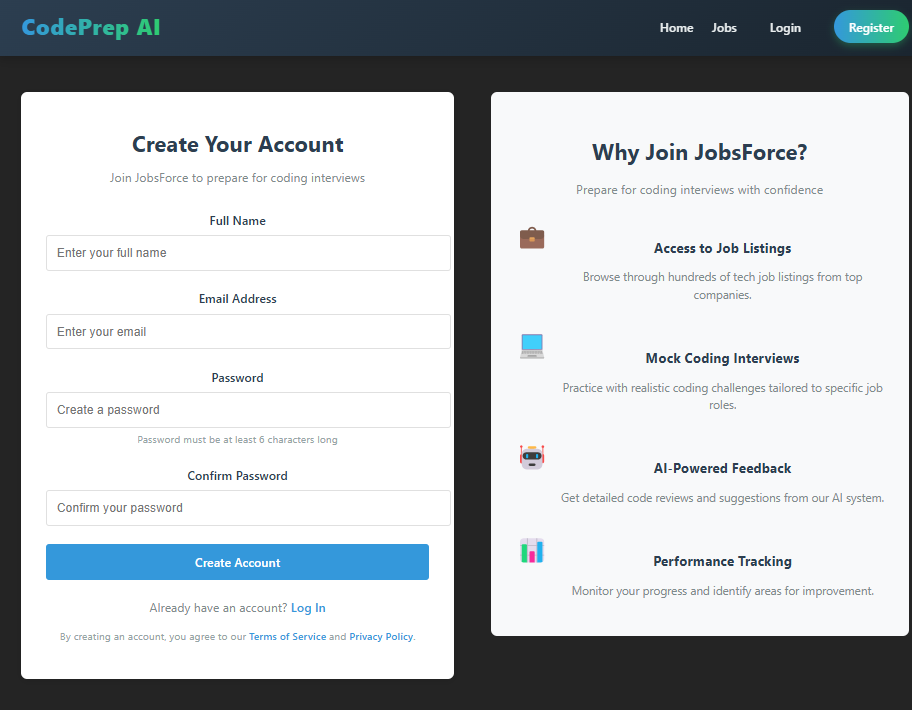 CodePrep AI
Home
Jobs
Login
Register
Create Your Account
Join JobsForce to prepare for coding interviews
Full Name
Enter your full name
Email Address
Enter your email
Password
Create a password
Password must be at least 6 characters long
Confirm Password
Confirm your password
Create Account
Already have an account? Log In
By creating an account, you agree to our Terms of Service and Privacy Policy.
Why Join JobsForce?
Prepare for coding interviews with confidence
Access to Job Listings
Browse through hundreds of tech job listings from top
companies.
Mock Coding Interviews
Practice with realistic coding challenges tailored to specific job
roles.
AI-Powered Feedback
Get detailed code reviews and suggestions from our AI system.
Performance Tracking
Monitor your progress and identify areas for improvement.